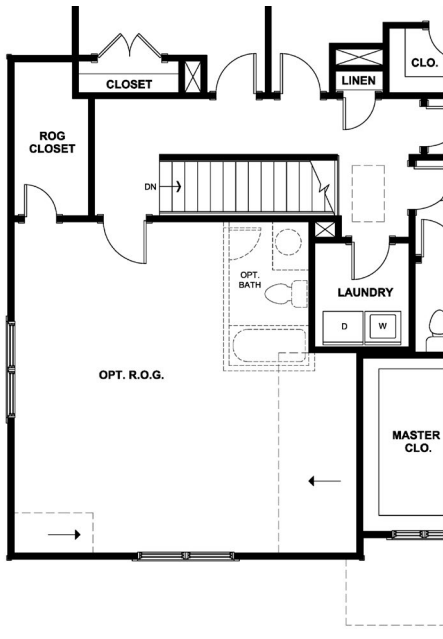 CLOSET
LINEN
CLO.
ROG
CLOSET
DN
OPT.
BATH
LAUNDRY
D
W
OPT. R.O.G.
MASTER
CLO.